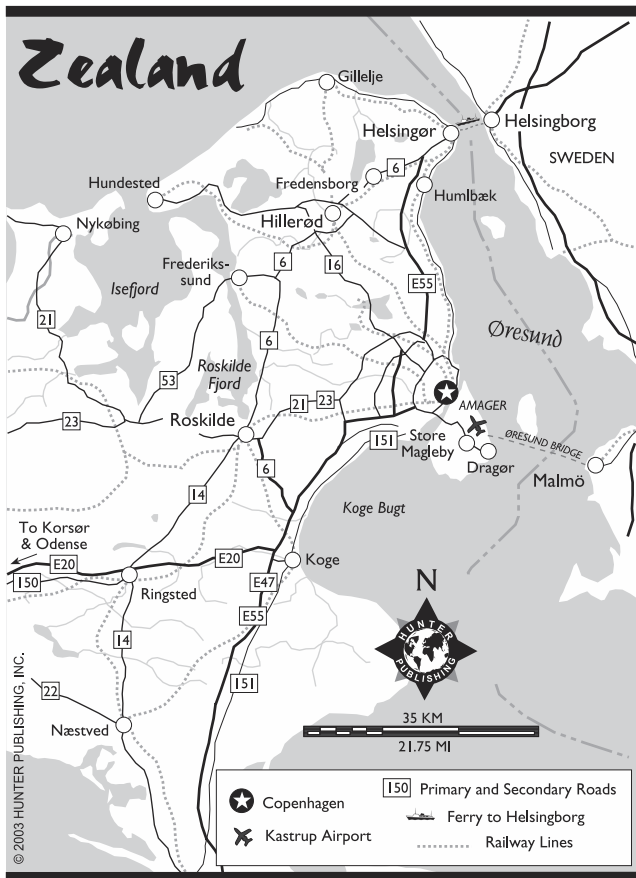 Zealand
Gillelje
Helsingør
Helsingborg
SWEDEN
6
Fredensborg
Hundested
Humlbæk
Hillerød
Nykøbing
6
16
Frederiks-
sund
E55
Isefjord
21
Øresund
6
Roskilde
Fjord
53
21
23
AMAGER
23
Roskilde
151
Store
Magleby
ØRESUND BRIDGE
6
Dragør
Malmö
14
Koge Bugt
To Korsør
& Odense
E20
E20
Koge
150
E47
Ringsted
N
E55
HUNTER
PUBLISHING
14
151
22
Næstved
35 KM
21.75 MI
© 2003 HUNTER PUBLISHING, INC.
Copenhagen
150 Primary and Secondary Roads
Ferry to Helsingborg
Kastrup Airport
Railway Lines